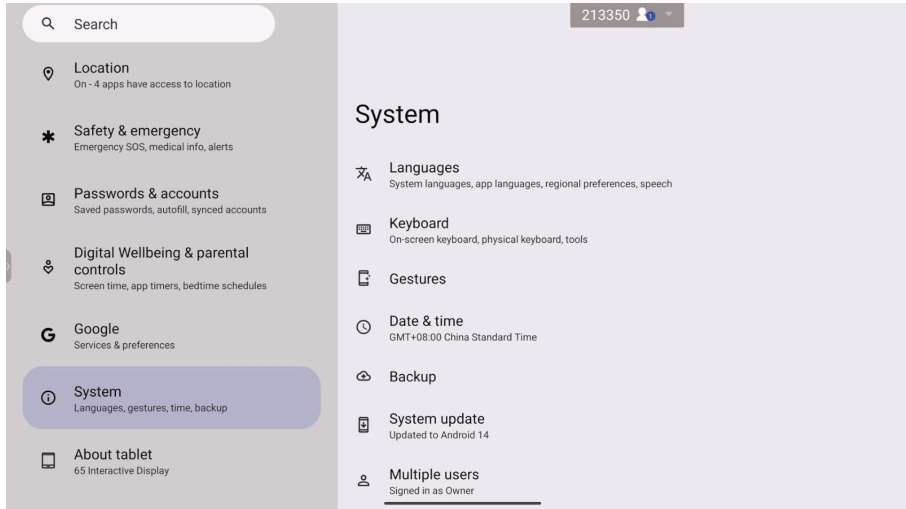 Search
Location
On - 4 apps have access to location
Safety & emergency
Emergency SOS, medical info, alerts
Passwords & accounts
Saved passwords, autofill, synced accounts
Digital Wellbeing & parental
controls
Screen time, app timers, bedtime schedules
Google
Services & preferences
System
Languages, gestures, time, backup
About tablet
65 Interactive Display
213350
1
System
Languages
System languages, app languages, regional preferences, speech
Keyboard
On-screen keyboard, physical keyboard, tools
Gestures
Date & time
GMT+08:00 China Standard Time
Backup
System update
Updated to Android 14
Multiple users
Signed in as Owner